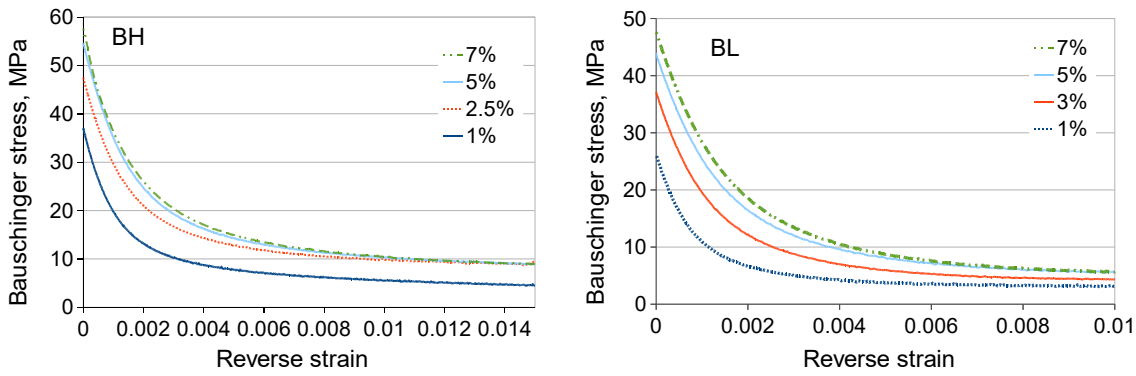 BH
Bauschinger stress, MPa
60
50
40
30
20
10
0
7%
5%
2.5%
1%
0 0.002 0.004 0.006 0.008 0.01 0.012 0.014
Reverse strain
BL
Bauschinger stress, MPa
50
40
30
20
10
0
7%
5%
3%
1%
0 0.002 0.004 0.006 0.008 0.01
Reverse strain